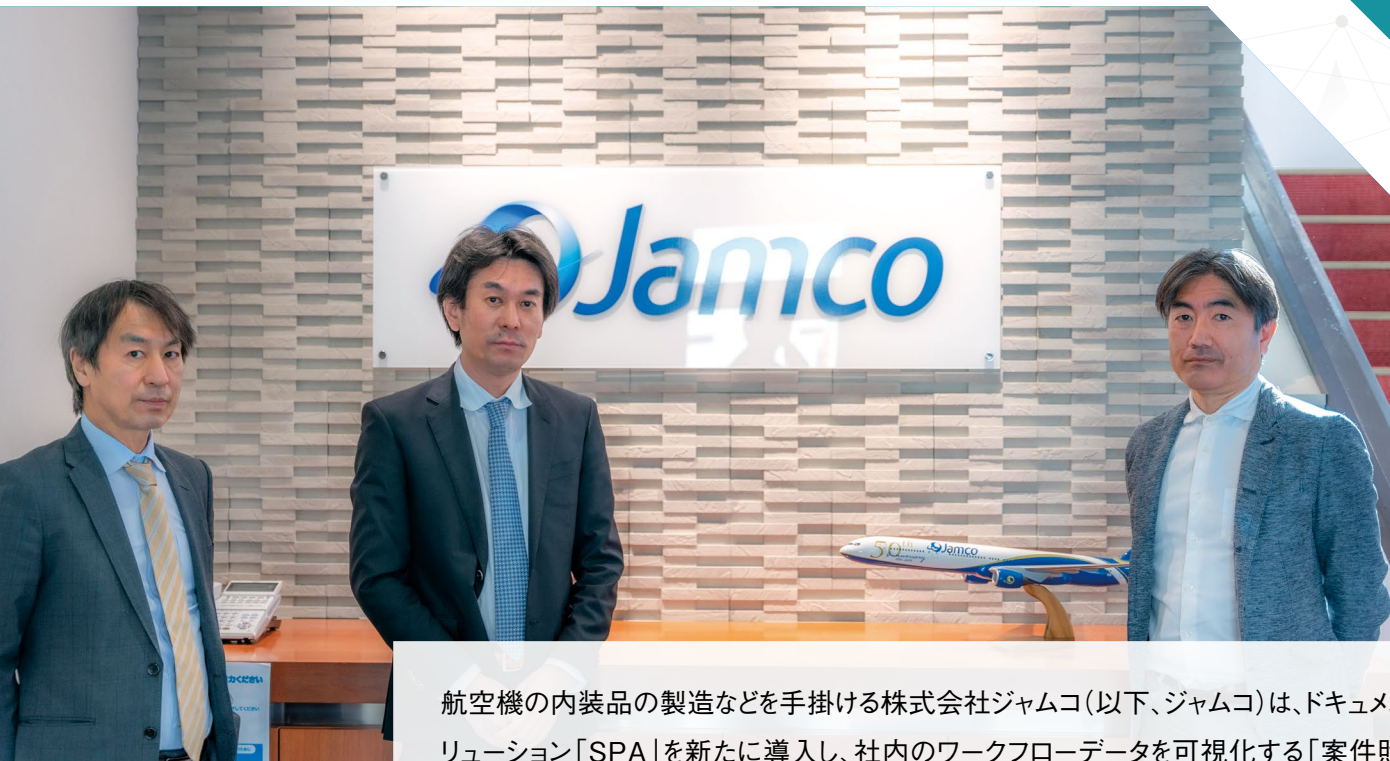 Jamco
50th Jamco
航空機の内装品の製造などを手掛ける株式会社ジャムコ（以下、ジャムコ）は、ドキュメ
リューション「SPA」を新たに導入し、社内のワークフローデータを可視化する「案件照